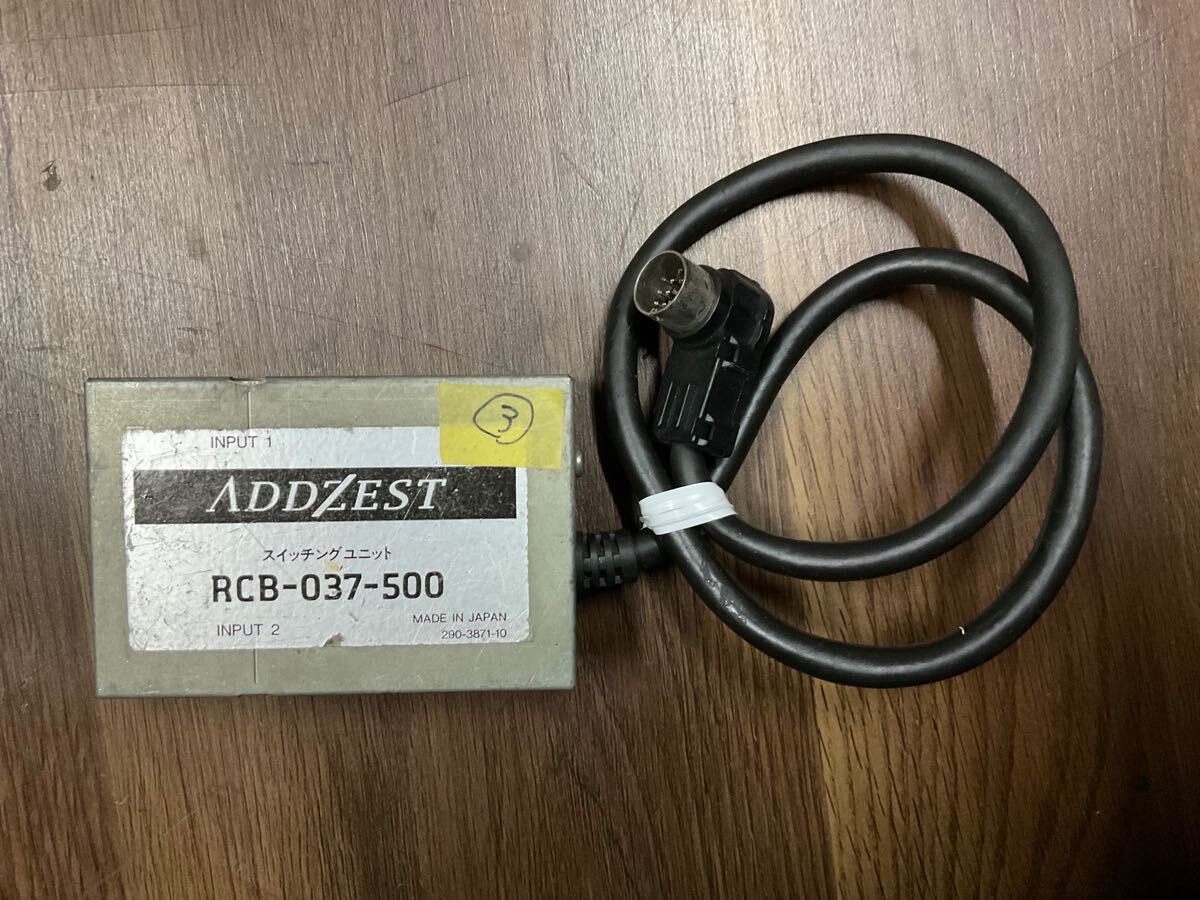 INPUT 1
③
ADDZEST
スイッチングユニット
RCB-037-500
INPUT 2
MADE IN JAPAN
290-3871-10